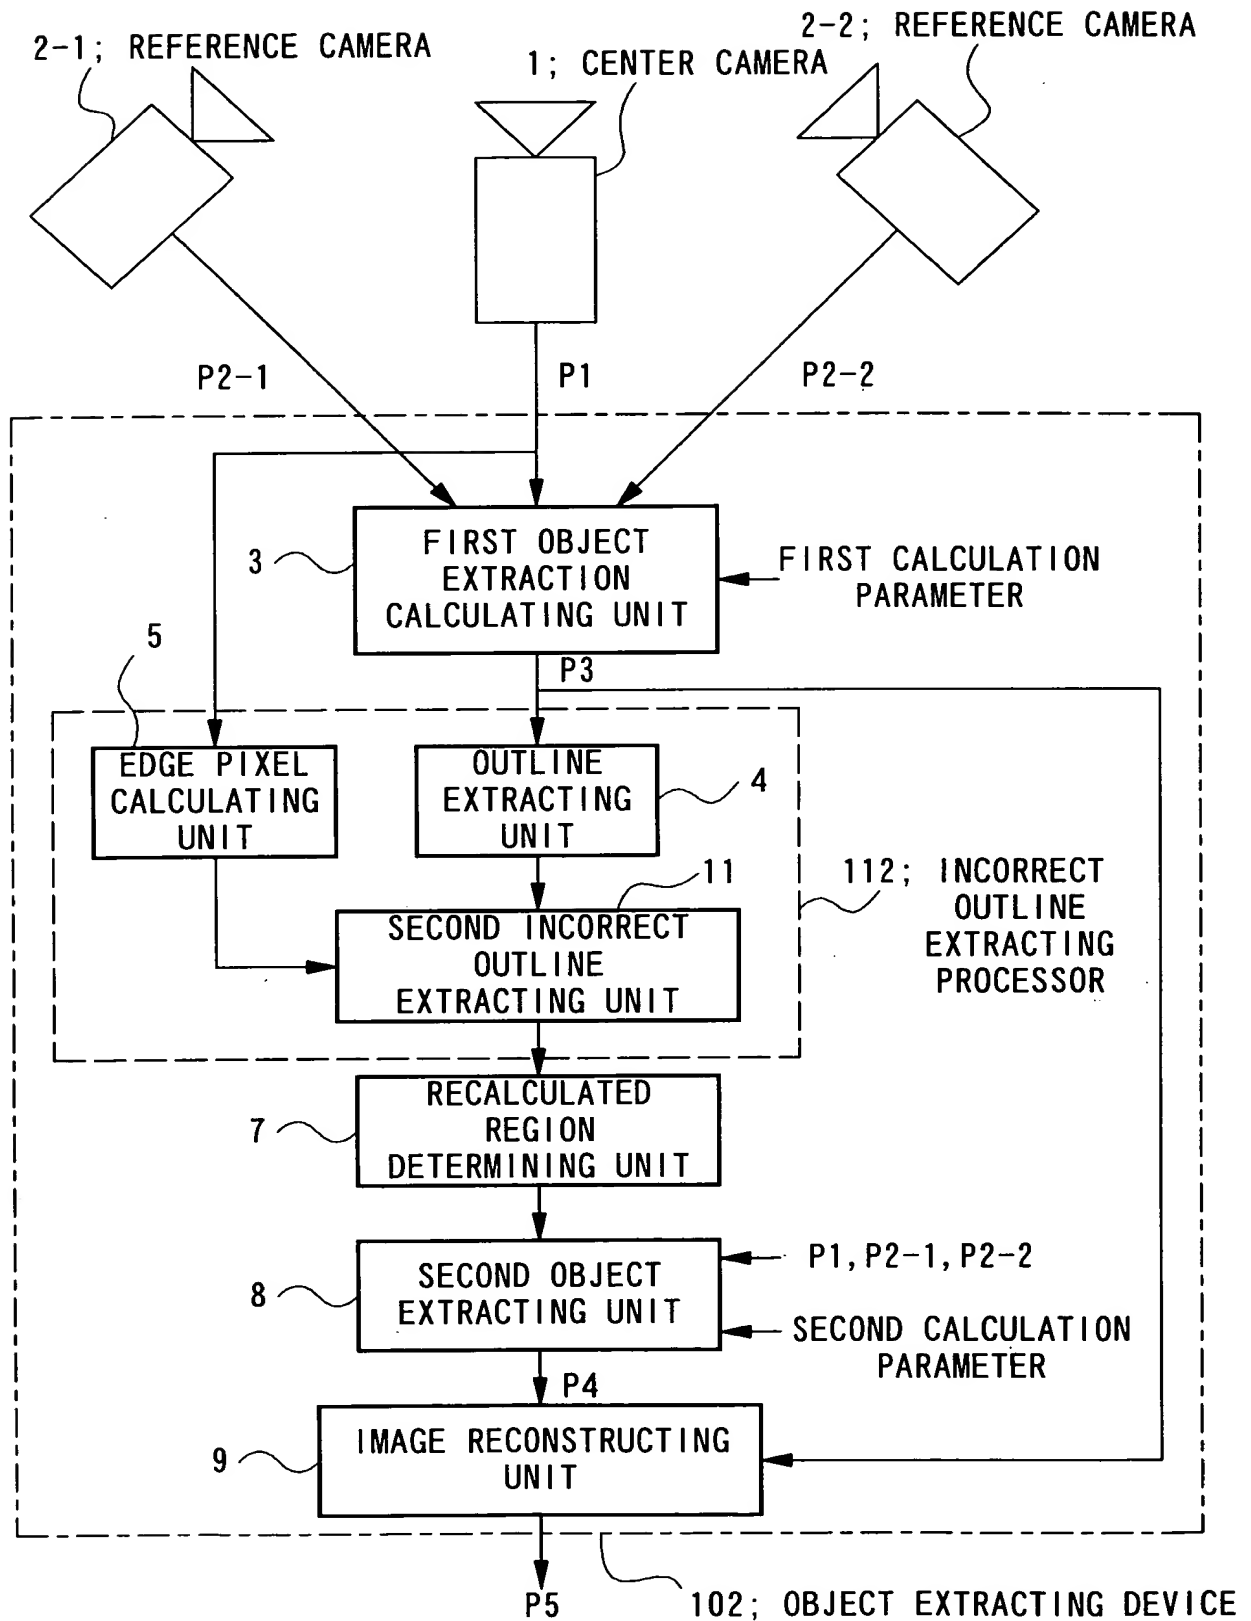 2-1; REFERENCE CAMERA
1; CENTER CAMERA
2-2; REFERENCE CAMERA
P2-1
P1
P2-2
3
FIRST OBJECT
EXTRACTION
CALCULATING UNIT
FIRST CALCULATION
PARAMETER
5
P3
EDGE PIXEL
CALCULATING
UNIT
OUTLINE
EXTRACTING
UNIT
4
11
SECOND INCORRECT
OUTLINE
EXTRACTING UNIT
112; INCORRECT
OUTLINE
EXTRACTING
PROCESSOR
7
RECALCULATED
REGION
DETERMINING UNIT
8
SECOND OBJECT
EXTRACTING UNIT
P1, P2-1, P2-2
SECOND CALCULATION
PARAMETER
P4
9
IMAGE RECONSTRUCTING
UNIT
P5
102; OBJECT EXTRACTING DEVICE